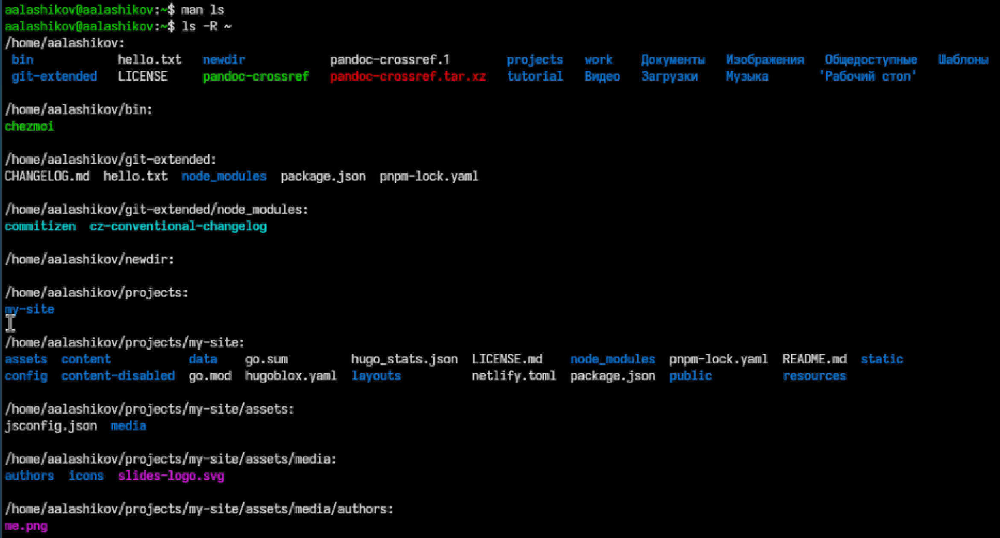 aalashikov@aalashikov:~$ man ls
aalashikov@aalashikov:~$ ls -R ~
/home/aalashikov:
bin hello.txt newdir pandoc-crossref.1 projects work Документы Изображения Общедоступные Шаблоны
git-extended LICENSE pandoc-crossref pandoc-crossref.tar.xz tutorial Видео Загрузки Музыка 'Рабочий стол'
/home/aalashikov/bin:
chezmoi
/home/aalashikov/git-extended:
CHANGELOG.md hello.txt node_modules package.json pnpm-lock.yaml
/home/aalashikov/git-extended/node_modules:
commitizen cz-conventional-changelog
/home/aalashikov/newdir:
/home/aalashikov/projects:
my-site
/home/aalashikov/projects/my-site:
assets content data go.sum hugo_stats.json LICENSE.md node_modules pnpm-lock.yaml README.md static
config content-disabled go.mod hugoblox.yaml layouts netlify.toml package.json public resources
/home/aalashikov/projects/my-site/assets:
jsconfig.json media
/home/aalashikov/projects/my-site/assets/media:
authors icons slides-logo.svg
/home/aalashikov/projects/my-site/assets/media/authors:
me.png